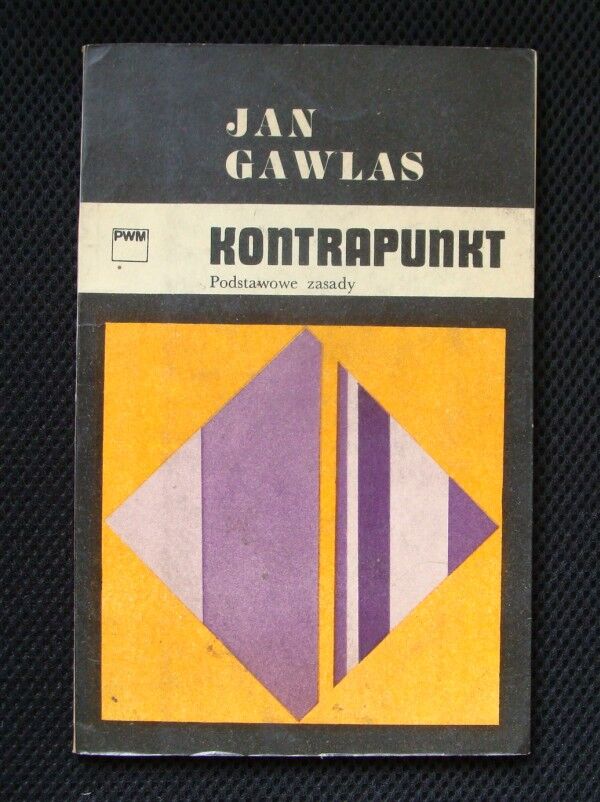 JAN
GAWLAS
PWM
KONTRAPUNKT
Podstawowe zasady